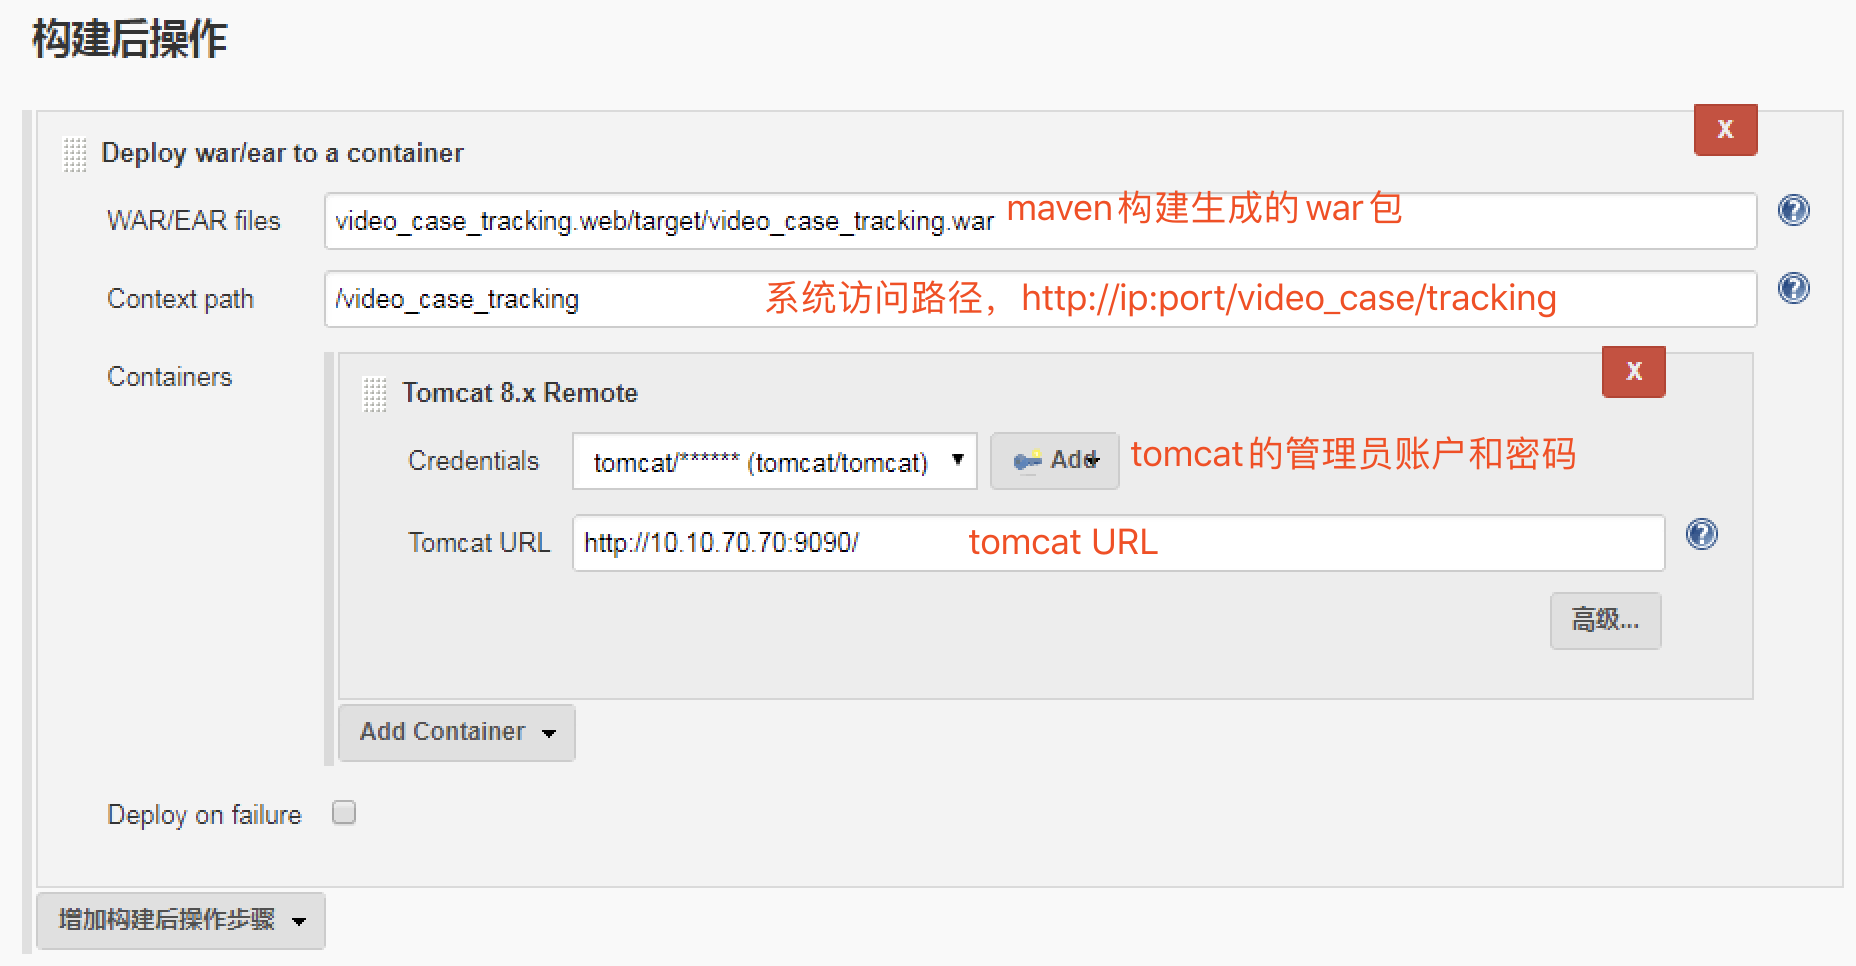 构建后操作
X
Deploy war/ear to a container
WAR/EAR files video_case_tracking.web/target/video_case_tracking.war maven构建生成的war包
Context path /video_case_tracking 系统访问路径，http://ip:port/video_case/tracking
Containers
X
Tomcat 8.x Remote
Credentials tomcat/****** (tomcat/tomcat) Add tomcat的管理员账户和密码
Tomcat URL http://10.10.70.70:9090/ tomcat URL
高级...
Add Container
Deploy on failure
增加构建后操作步骤